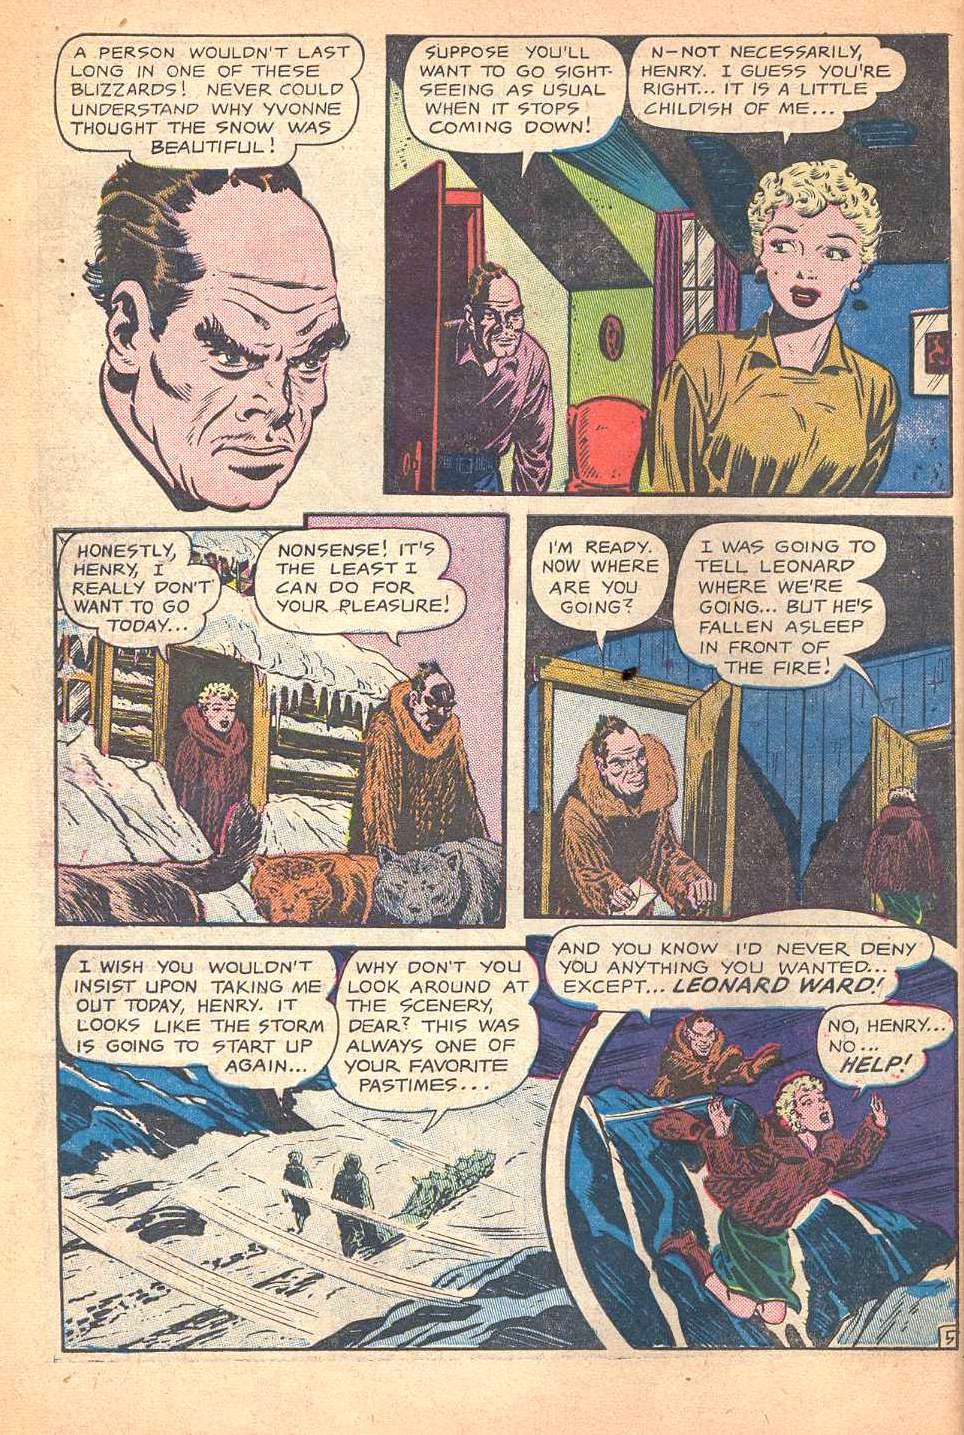 A PERSON WOULDN'T LAST
LONG IN ONE OF THESE
BLIZZARDS! NEVER COULD
UNDERSTAND WHY YVONNE
THOUGHT THE SNOW WAS
BEAUTIFUL!
SUPPOSE YOU'LL
WANT TO GO SIGHT-
SEEING AS USUAL
WHEN IT STOPS
COMING DOWN!
N-NOT NECESSARILY,
HENRY. I GUESS YOU'RE
RIGHT... IT IS A LITTLE
CHILDISH OF ME...
HONESTLY,
HENRY, I
REALLY DON'T
WANT TO GO
TODAY...
NONSENSE! IT'S
THE LEAST I
CAN DO FOR
YOUR PLEASURE!
I'M READY.
NOW WHERE
ARE YOU
GOING?
I WAS GOING TO
TELL LEONARD
WHERE WE'RE
GOING... BUT HE'S
FALLEN ASLEEP
IN FRONT OF
THE FIRE!
I WISH YOU WOULDN'T
INSIST UPON TAKING ME
OUT TODAY, HENRY. IT
LOOKS LIKE THE STORM
IS GOING TO START UP
AGAIN...
WHY DON'T YOU
LOOK AROUND AT
THE SCENERY,
DEAR? THIS WAS
ALWAYS ONE OF
YOUR FAVORITE
PASTIMES...
AND YOU KNOW I'D NEVER DENY
YOU ANYTHING YOU WANTED...
EXCEPT... LEONARD WARD!
NO, HENRY...
NO...
HELP!
5